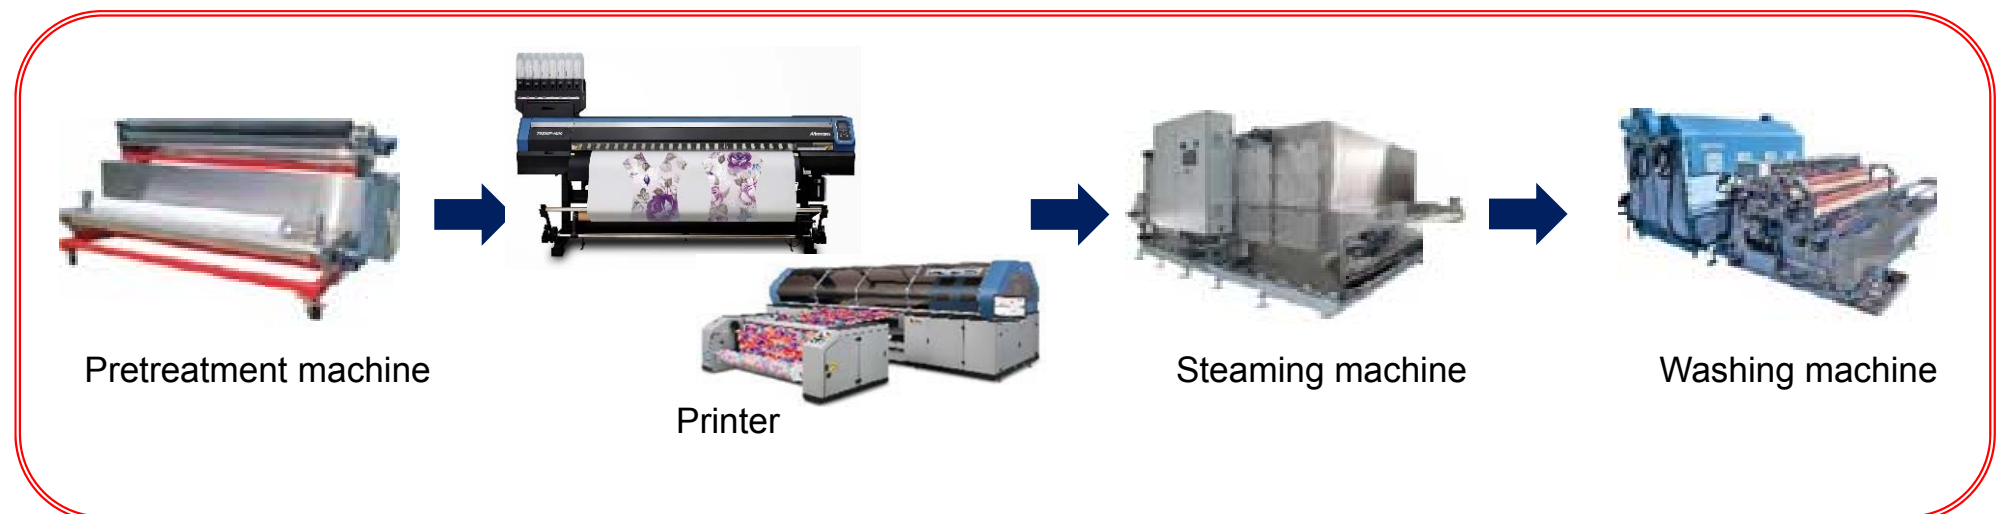 Pretreatment machine
Printer
Steaming machine
Washing machine